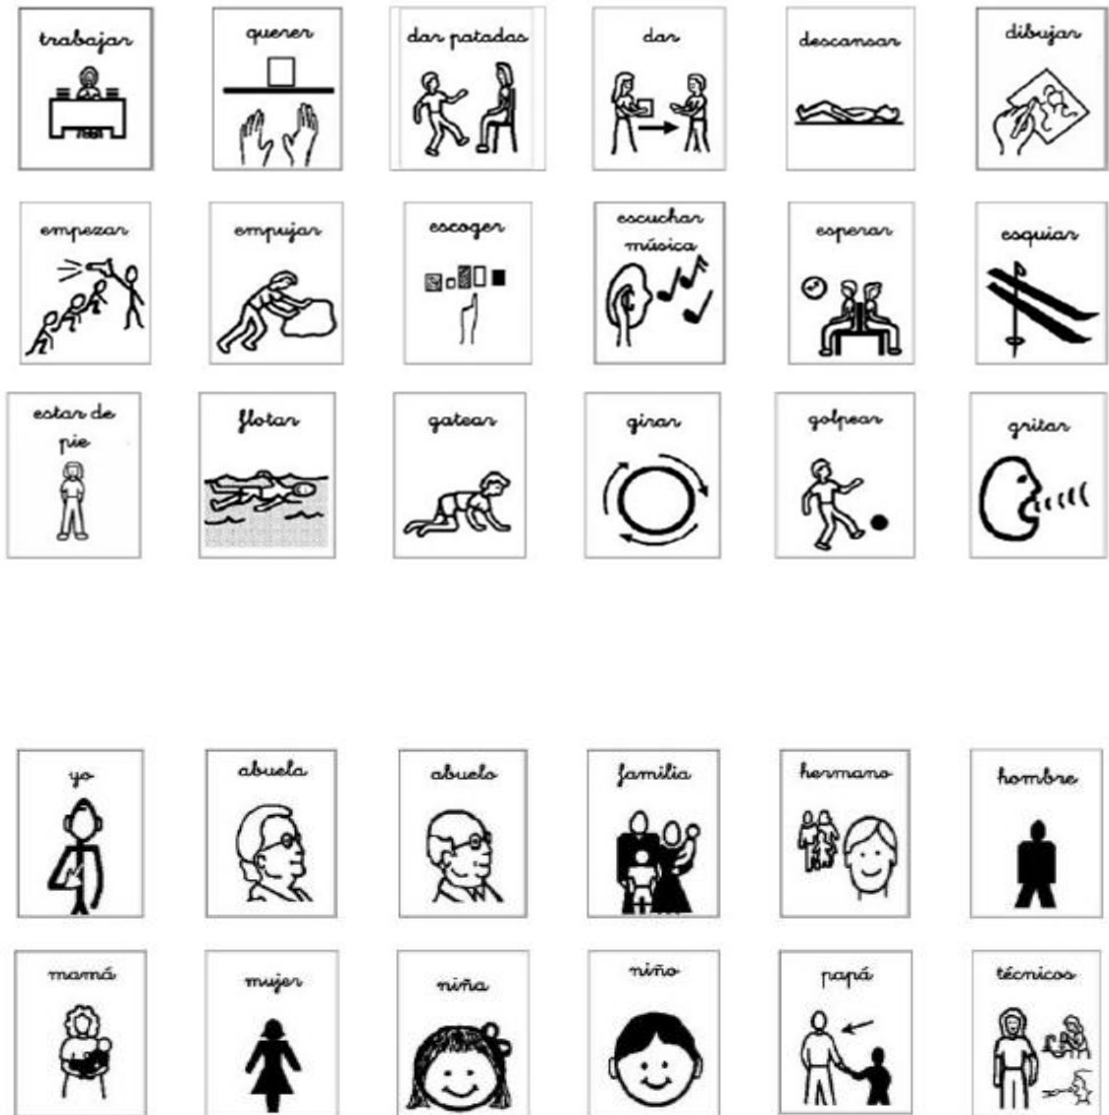 trabajar
querer
dar patadas
dar
descansar
dibujar
empezar
empujar
escoger
escuchar
música
esperar
esquiar
estar de
pie
flotar
gatear
girar
golpear
gritar
yo
abuela
abuelo
familia
hermano
hombre
mamá
mujer
niña
niño
papá
técnicos